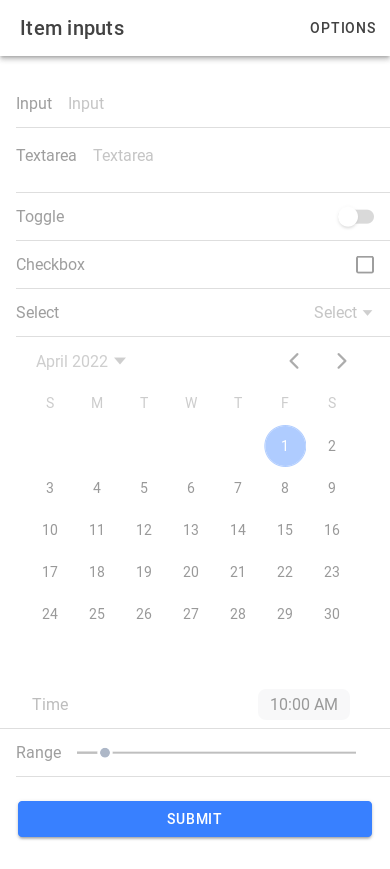 Item inputs OPTIONS
Input Input
Textarea Textarea
Toggle
Checkbox
Select Select
April 2022
S M T W T F S
1 2
3 4 5 6 7 8 9
10 11 12 13 14 15 16
17 18 19 20 21 22 23
24 25 26 27 28 29 30
Time 10:00 AM
Range
SUBMIT